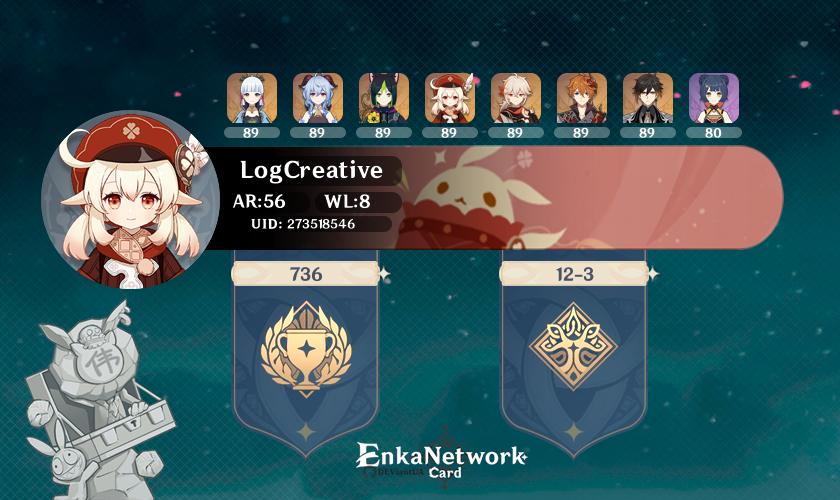 89 89 89 89 89 89 89 80
LogCreative
AR:56 WL:8
UID: 273518546
736 12-3
伟
EnkaNetwork
Card